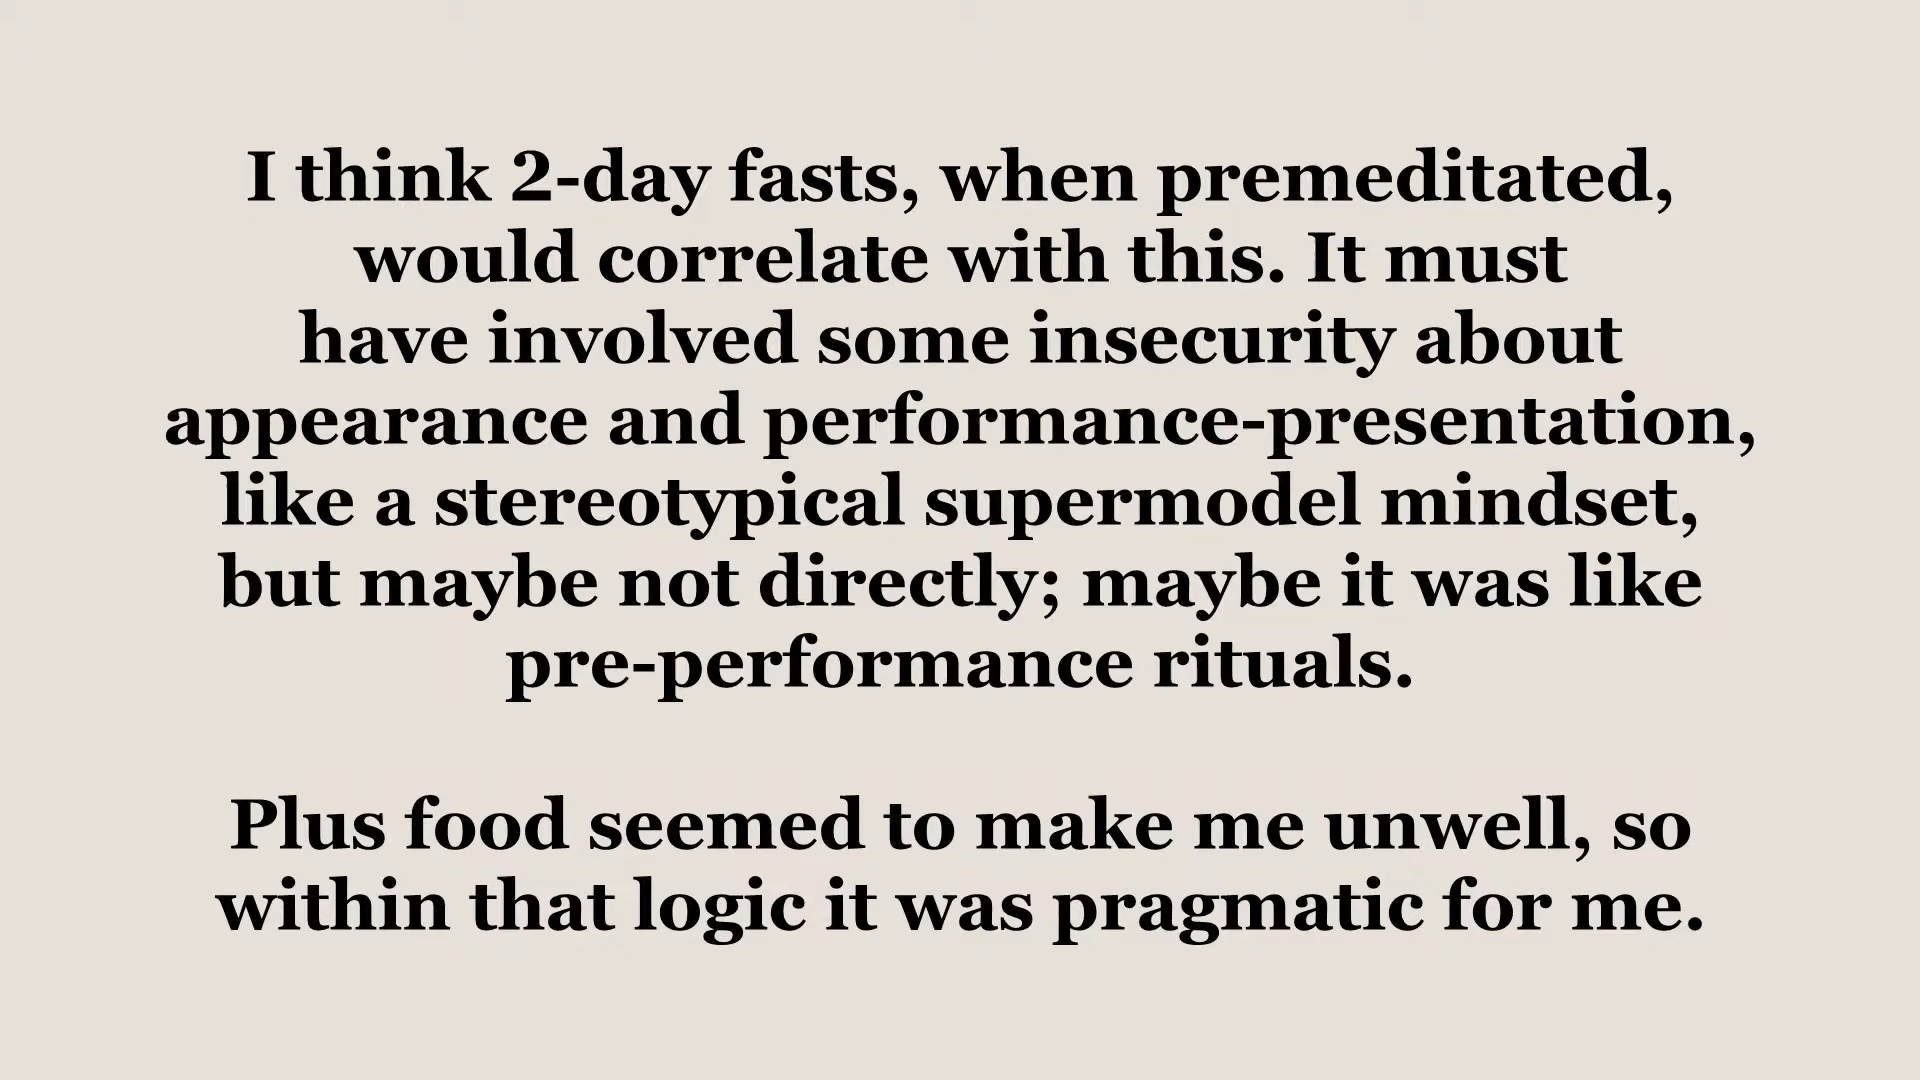 I think 2-day fasts, when premeditated,
would correlate with this. It must
have involved some insecurity about
appearance and performance-presentation,
like a stereotypical supermodel mindset,
but maybe not directly; maybe it was like
pre-performance rituals.
Plus food seemed to make me unwell, so
within that logic it was pragmatic for me.